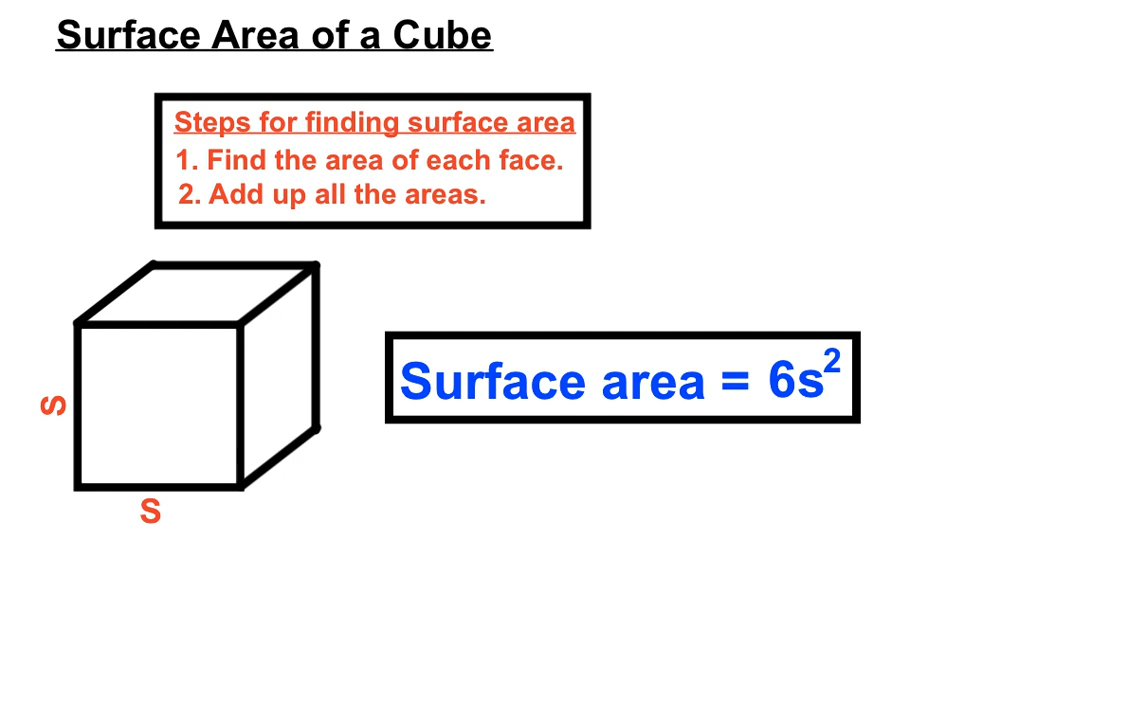 Surface Area of a Cube
Steps for finding surface area
1. Find the area of each face.
2. Add up all the areas.
Surface area = 6s²
S
S